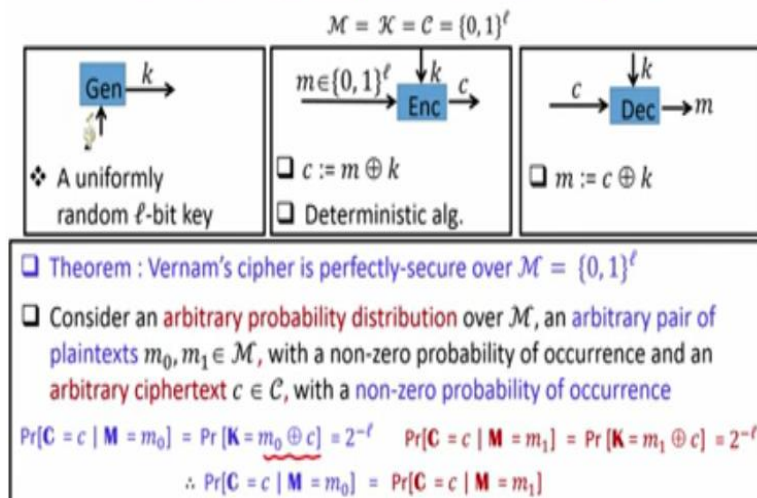 ℳ = 𝒦 = 𝒞 = {0, 1}^ℓ
Gen
k
❖ A uniformly
random ℓ-bit key
m∈{0, 1}^ℓ
k
c
Enc
❑ c := m ⊕ k
❑ Deterministic alg.
c
k
Dec
m
❑ m := c ⊕ k
❑ Theorem : Vernam's cipher is perfectly-secure over ℳ = {0, 1}^ℓ
❑ Consider an arbitrary probability distribution over ℳ, an arbitrary pair of
plaintexts m₀, m₁ ∈ ℳ, with a non-zero probability of occurrence and an
arbitrary ciphertext c ∈ 𝒞, with a non-zero probability of occurrence
Pr[C = c | M = m₀] = Pr [K = m₀ ⊕ c] = 2^-ℓ Pr[C = c | M = m₁] = Pr [K = m₁ ⊕ c] = 2^-ℓ
∴ Pr[C = c | M = m₀] = Pr[C = c | M = m₁]